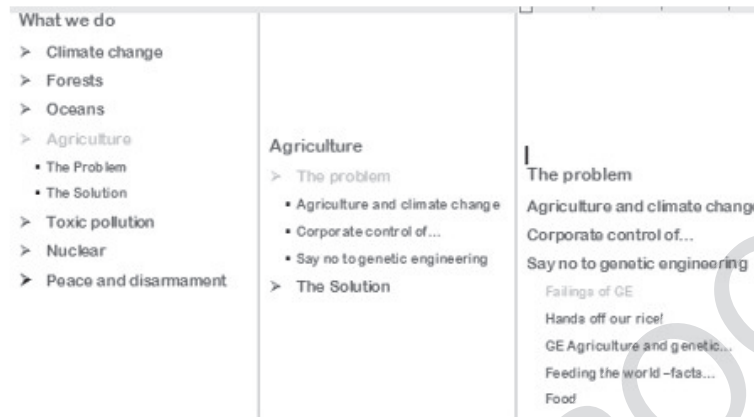 What we do
Climate change
Forests
Oceans
Agriculture
The Problem
The Solution
Toxic pollution
Nuclear
Peace and disarmament
Agriculture
The problem
Agriculture and climate change
Corporate control of...
Say no to genetic engineering
The Solution
The problem
Agriculture and climate change
Corporate control of...
Say no to genetic engineering
Failings of GE
Hands off our rice!
GE Agriculture and genetic...
Feeding the world –facts...
Food